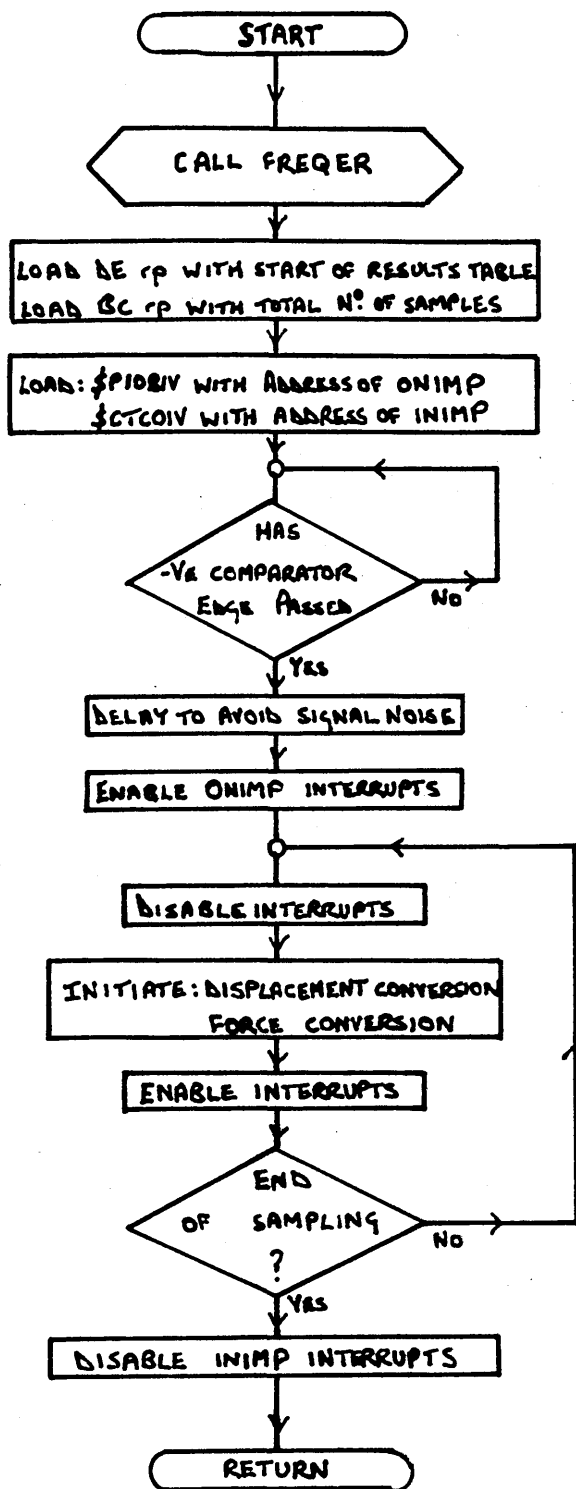 START
CALL FREQER
LOAD DE rp WITH START OF RESULTS TABLE
LOAD BC rp WITH TOTAL Nº OF SAMPLES
LOAD: $PIOBIV WITH ADDRESS OF ONIMP
$CTCOIV WITH ADDRESS OF INIMP
HAS
-VE COMPARATOR
EDGE PASSED
NO
YES
DELAY TO AVOID SIGNAL NOISE
ENABLE ONIMP INTERRUPTS
DISABLE INTERRUPTS
INITIATE: DISPLACEMENT CONVERSION
FORCE CONVERSION
ENABLE INTERRUPTS
END
OF SAMPLING
?
NO
YES
DISABLE INIMP INTERRUPTS
RETURN